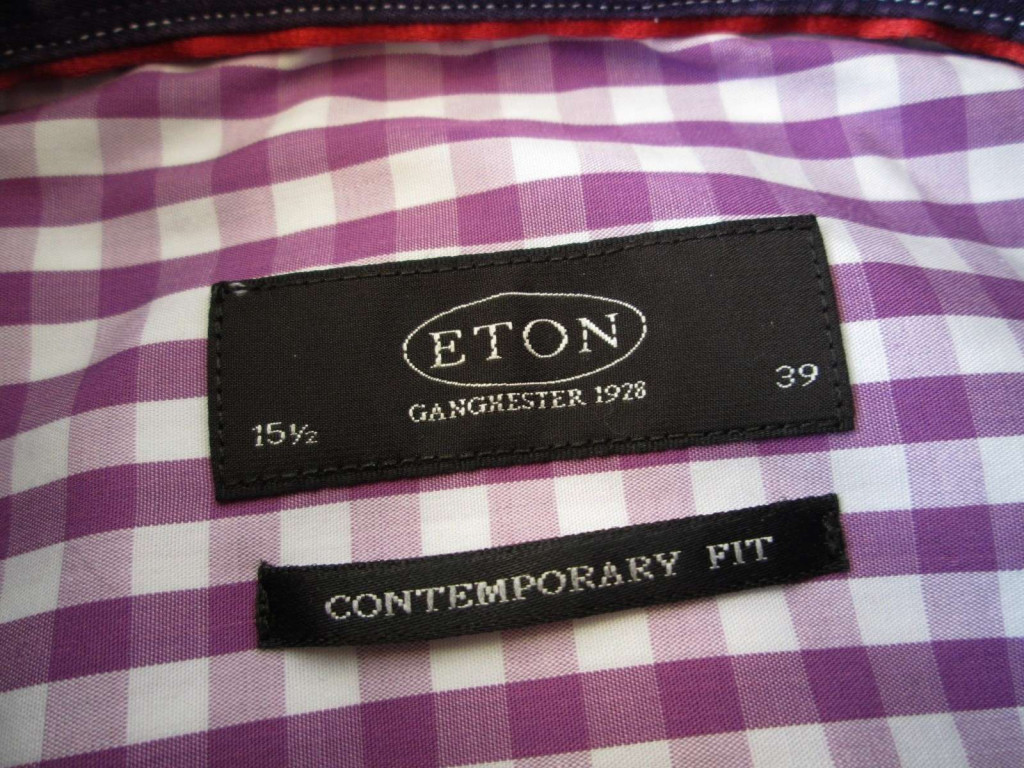 ETON
GANGHESTER 1928
15½
39
CONTEMPORARY FIT